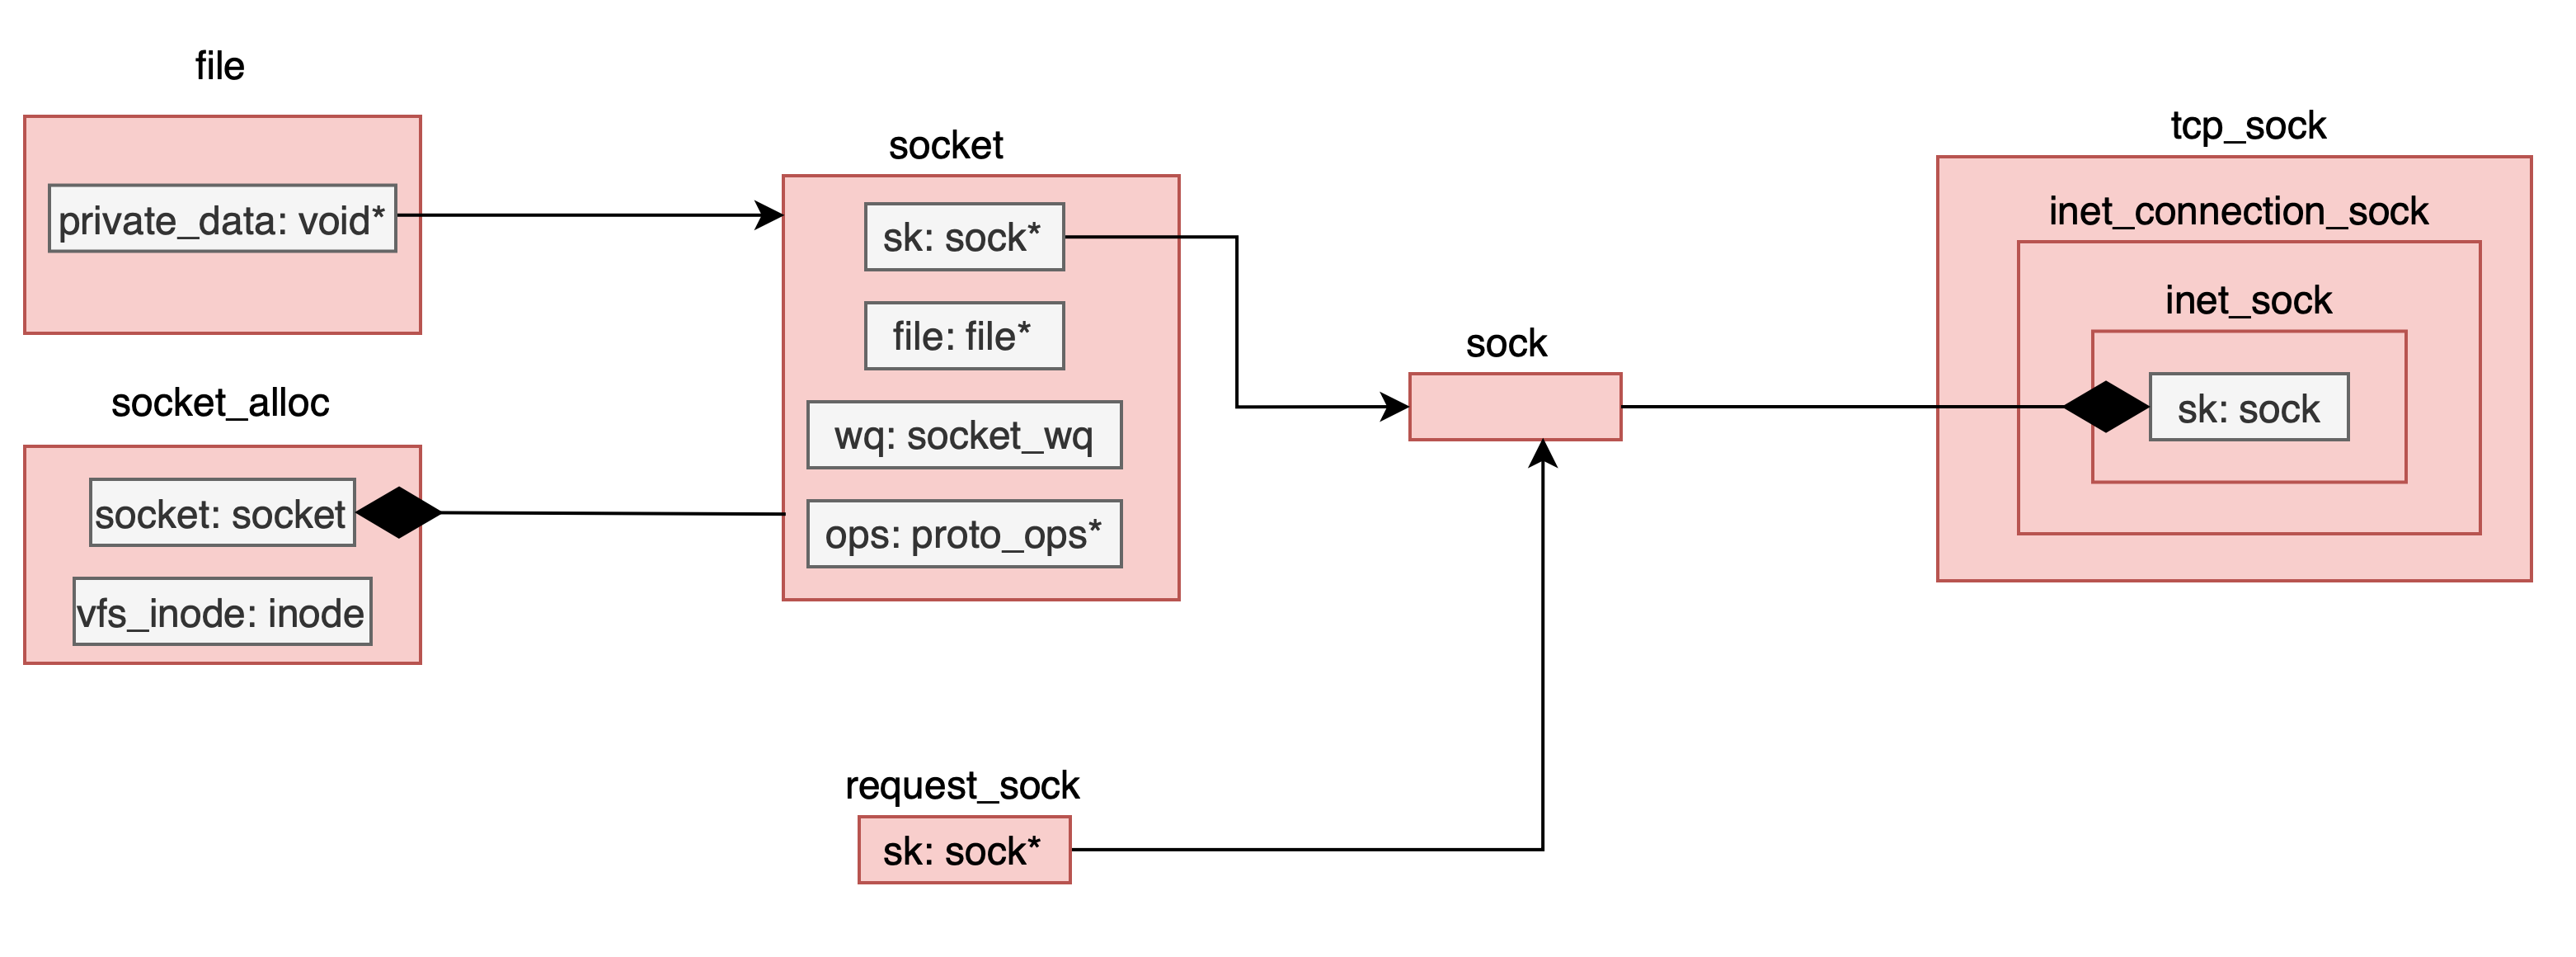 file
private_data: void*
socket_alloc
socket: socket
vfs_inode: inode
socket
sk: sock*
file: file*
wq: socket_wq
ops: proto_ops*
request_sock
sk: sock*
sock
tcp_sock
inet_connection_sock
inet_sock
sk: sock